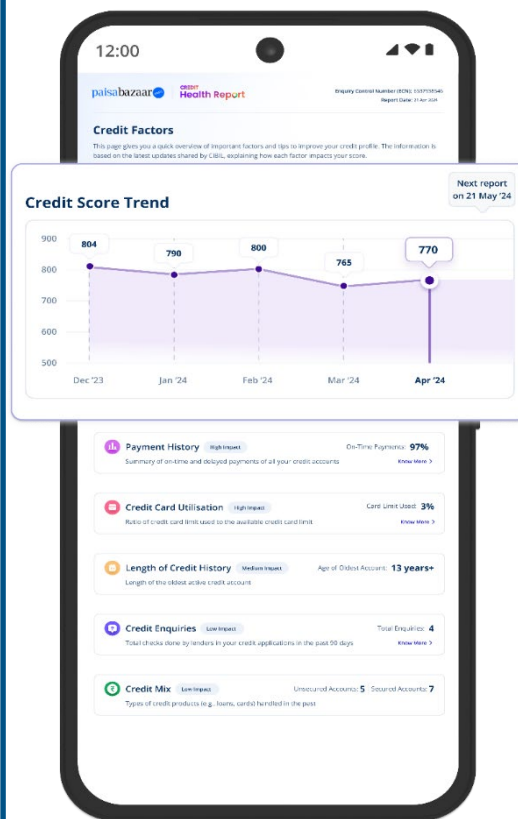 12:00
paisabazaar
CREDIT
Health Report
Report Date: 21 Apr 2024
Credit Factors
This page gives you a quick overview of important factors and tips to improve your credit profile. The information is
based on the latest updates shared by CIBIL, explaining how each factor impacts your score.
Next report
on 21 May '24
Credit Score Trend
900
800
700
600
500
804
790
800
765
770
Dec '23
Jan '24
Feb '24
Mar '24
Apr '24
Payment History High Impact On-Time Payments: 97%
Summary of on-time and delayed payments of all your credit accounts Know More >
Credit Card Utilisation High Impact Card Limit Used: 3%
Ratio of credit card limit used to the available credit card limit Know More >
Length of Credit History Medium Impact Age of Oldest Account: 13 years+
Length of the oldest active credit account
Credit Enquiries Low Impact Total Enquiries: 4
Total checks done by lenders in your credit applications in the past 90 days Know More >
Credit Mix Low Impact Unsecured Accounts: 5 Secured Accounts: 7
Types of credit products (e.g., loans, cards) handled in the past